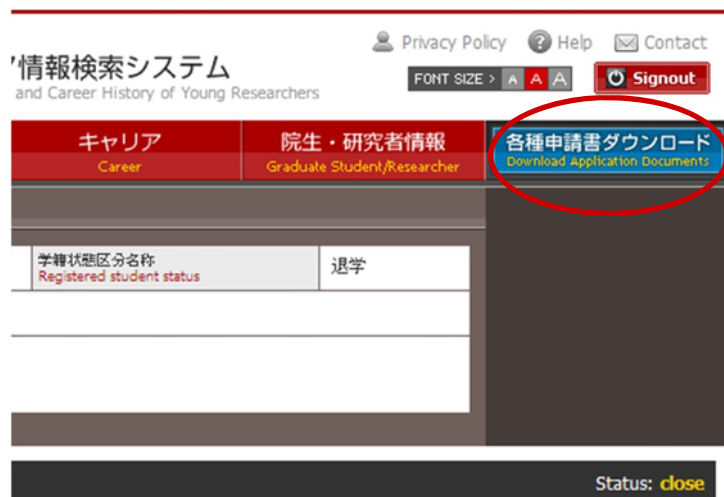 Privacy Policy Help Contact
情報検索システム
and Career History of Young Researchers
FONT SIZE > A A A Signout
キャリア 院生・研究者情報 各種申請書ダウンロード
Career Graduate Student/Researcher Download Application Documents
学籍状態区分名称 退学
Registered student status
Status: close